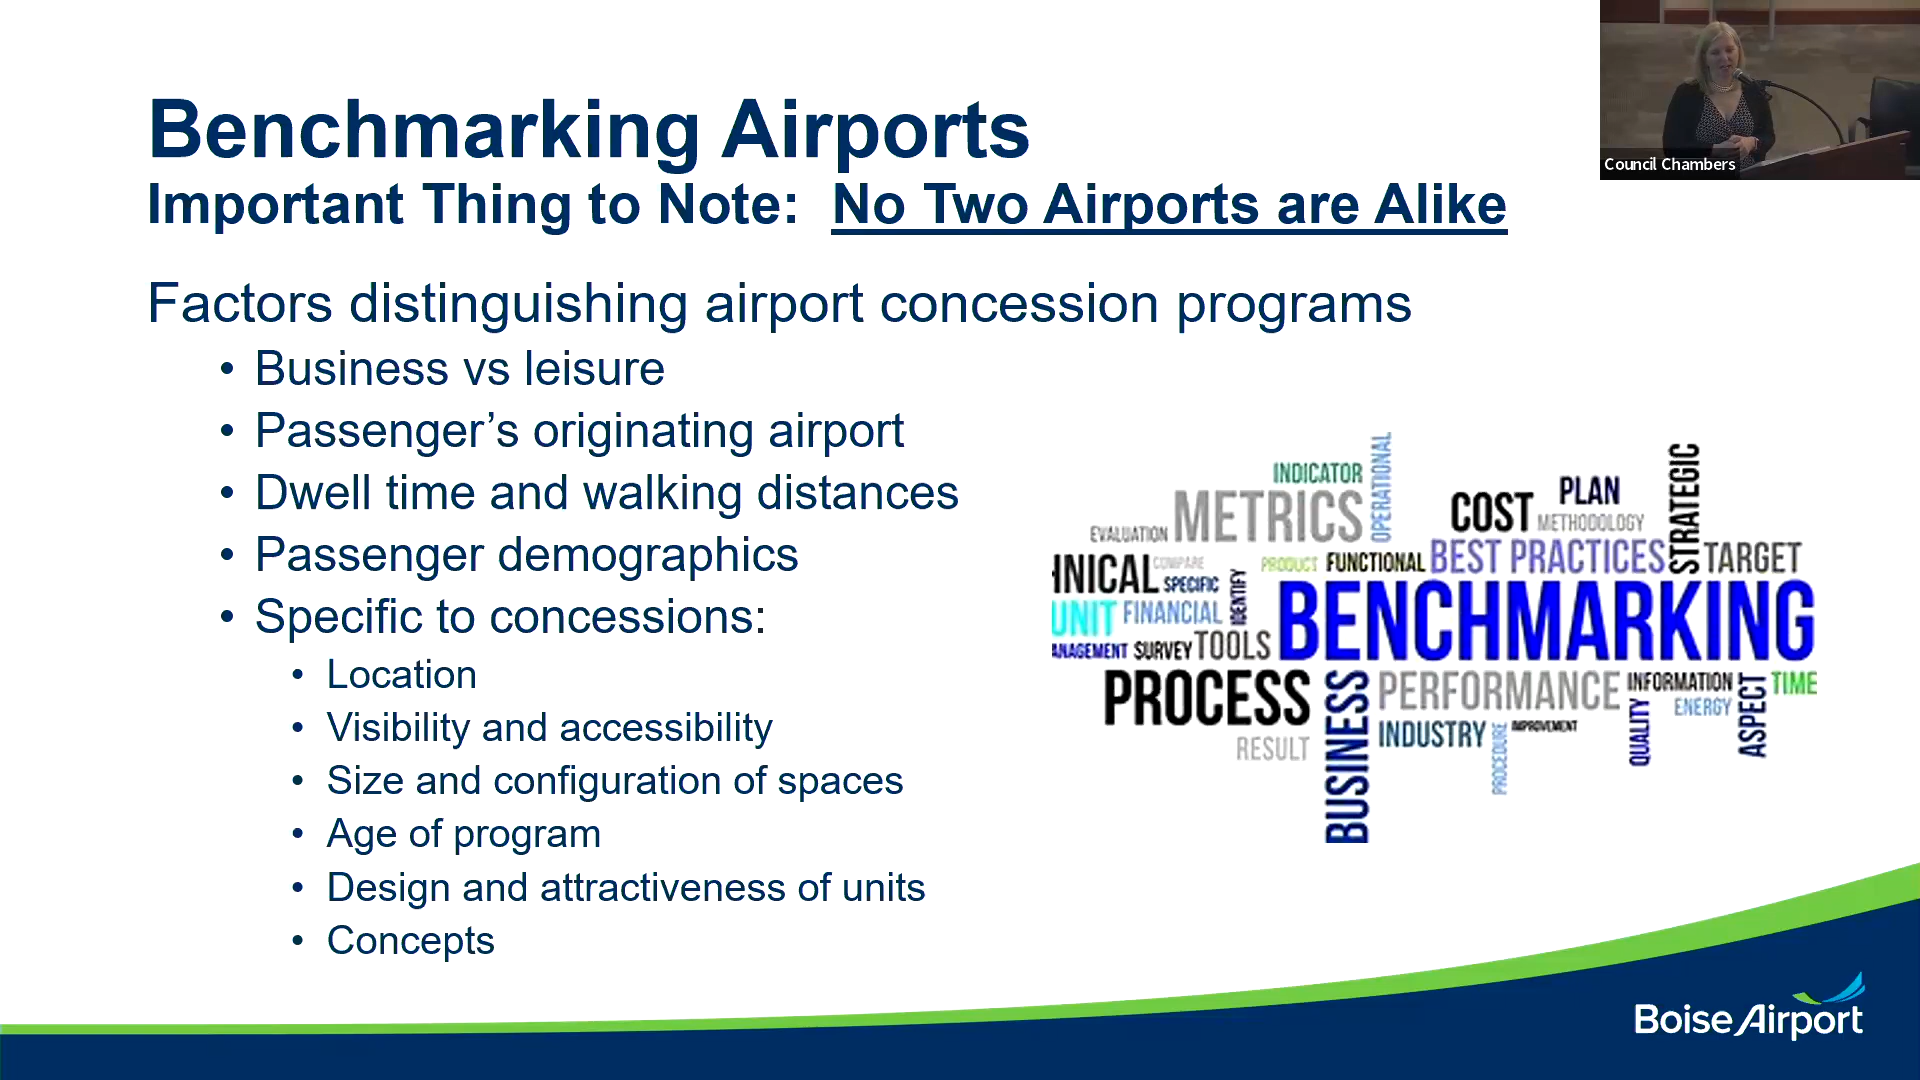 Benchmarking Airports
Important Thing to Note: No Two Airports are Alike
Factors distinguishing airport concession programs
• Business vs leisure
• Passenger’s originating airport
• Dwell time and walking distances
• Passenger demographics
• Specific to concessions:
• Location
• Visibility and accessibility
• Size and configuration of spaces
• Age of program
• Design and attractiveness of units
• Concepts
Council Chambers
INDICATOR
OPERATIONAL
METRICS
EVALUATION
COST
PLAN
METHODOLOGY
STRATEGIC
HNICAL
COMPARE
SPECIFIC
IDENTIFY
PRODUCT
FUNCTIONAL
BEST PRACTICES
TARGET
UNIT
FINANCIAL
BENCHMARKING
ANAGEMENT
SURVEY
TOOLS
PROCESS
BUSINESS
PERFORMANCE
INFORMATION
TIME
ENERGY
ASPECT
QUALITY
RESULT
INDUSTRY
PROCEDURE
IMPROVEMENT
Boise Airport